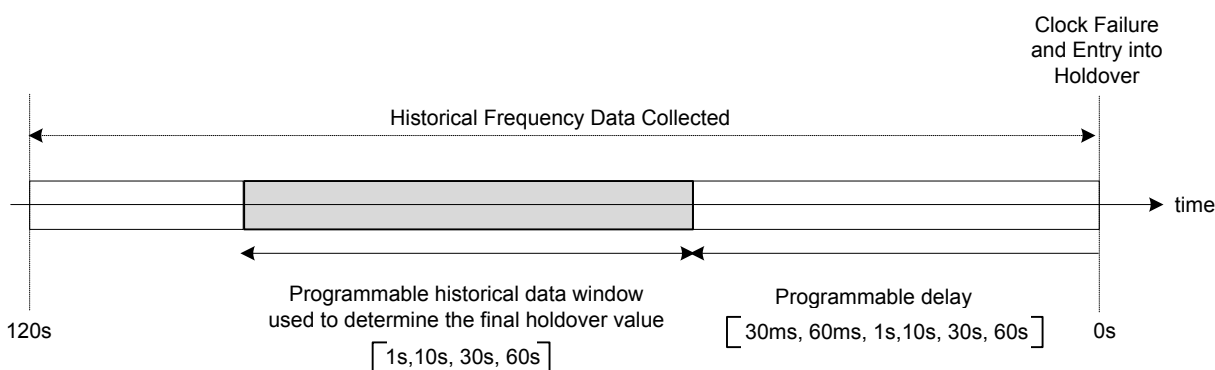 Clock Failure
and Entry into
Holdover
Historical Frequency Data Collected
time
Programmable historical data window
used to determine the final holdover value
[1s,10s, 30s, 60s]
Programmable delay
[30ms, 60ms, 1s,10s, 30s, 60s]
120s
0s